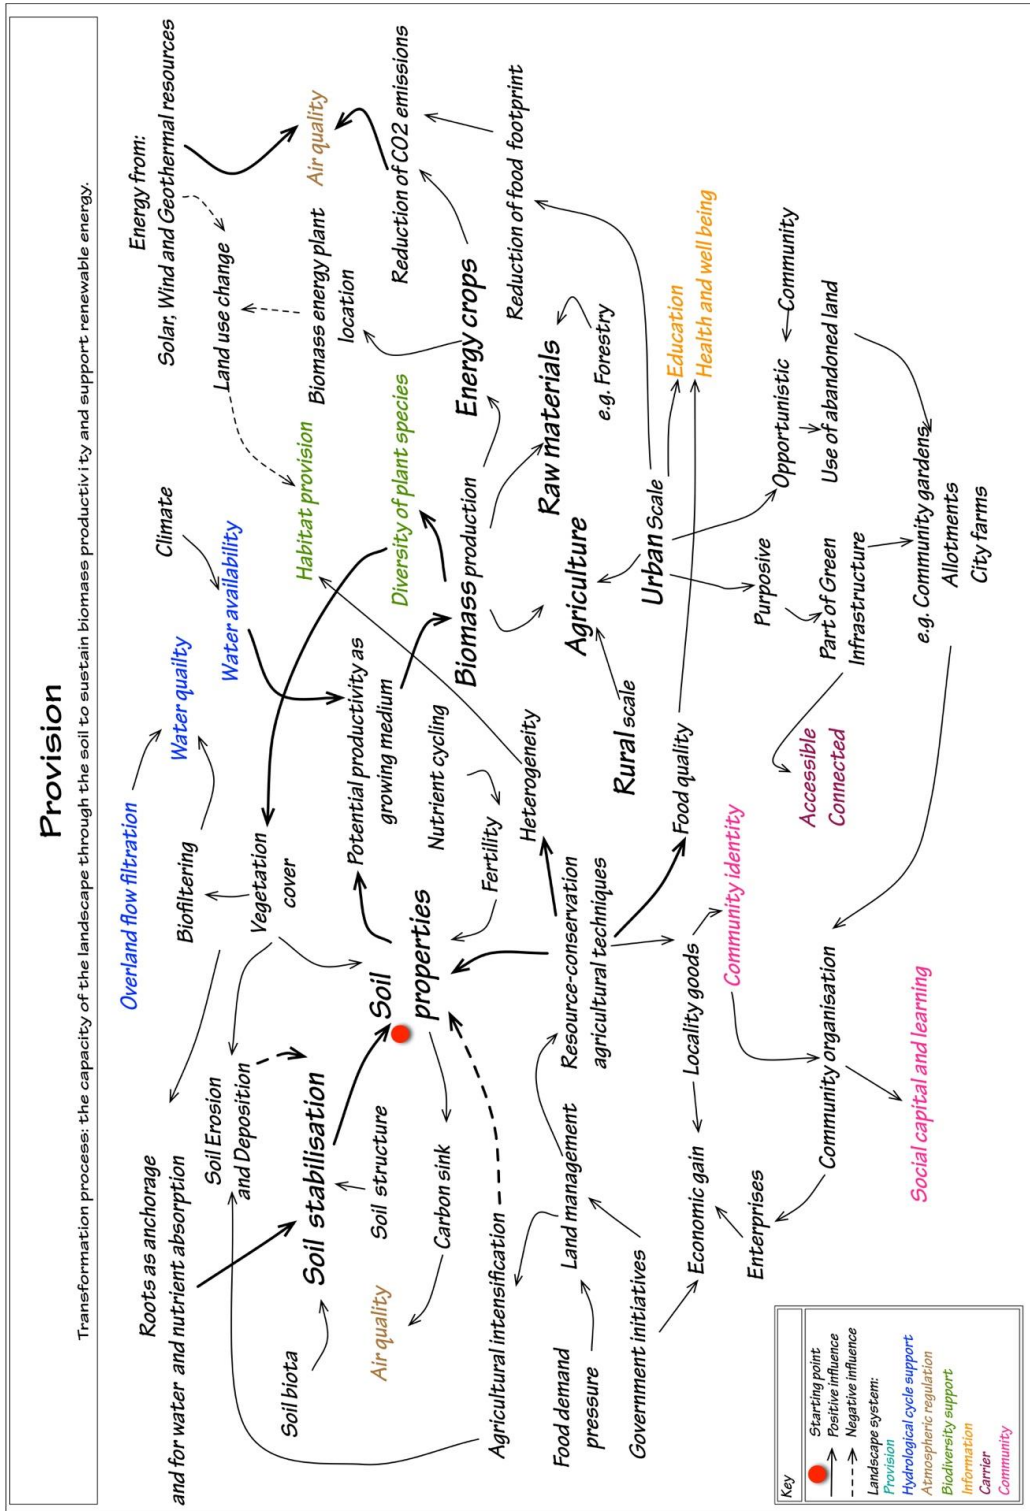 Provision
Transformation process: the capacity of the landscape through the soil to sustain biomass productivity and support renewable energy.
Roots as anchorage
and for water and nutrient absorption
Overland flow filtration
Water quailty
Climate
Energy from:
Solar, Wind and Geothermal resources
Biofiltering
Water availability
Land use change
Soil Erosion
and Deposition
Vegetation
cover
Habitat provision
Biomass energy plant
location
Air quality
Soil biota
Soil stabilisation
Soil structure
Soil
properties
Potential productivity as
growing medium
Diversity of plant species
Reduction of CO2 emissions
Air quality
Carbon sink
Nutrient cycling
Fertility
Biomass production
Energy crops
Agricultural intensification
Heterogeneity
Reduction of food footprint
Food demand
pressure
Land management
Resource-conservation
agricultural techniques
Agriculture
Raw materials
e.g. Forestry
Government initiatives
Rural scale
Urban Scale
Economic gain
Locality goods
Food quality
Education
Health and well being
Enterprises
Community identity
Purposive
Opportunistic
Community
Community organisation
Accessible
Connected
Part of Green
Infrastructure
Use of abandoned land
Social capital and learning
e.g. Community gardens
Allotments
City farms
Key
Starting point
Positive influence
Negative influence
Landscape system:
Provision
Hydrological cycle support
Atmospheric regulation
Biodiversity support
Information
Carrier
Community